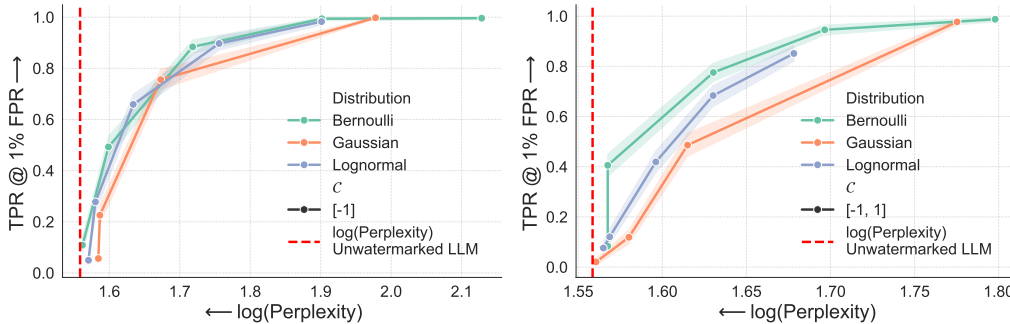 TPR @ 1% FPR ⟶
1.0
0.8
0.6
0.4
0.2
0.0
1.6
1.7
1.8
1.9
2.0
2.1
⟵ log(Perplexity)
Distribution
Bernoulli
Gaussian
Lognormal
𝒞
[-1]
log(Perplexity)
Unwatermarked LLM
TPR @ 1% FPR ⟶
1.0
0.8
0.6
0.4
0.2
0.0
1.55
1.60
1.65
1.70
1.75
1.80
⟵ log(Perplexity)
Distribution
Bernoulli
Gaussian
Lognormal
𝒞
[-1, 1]
log(Perplexity)
Unwatermarked LLM